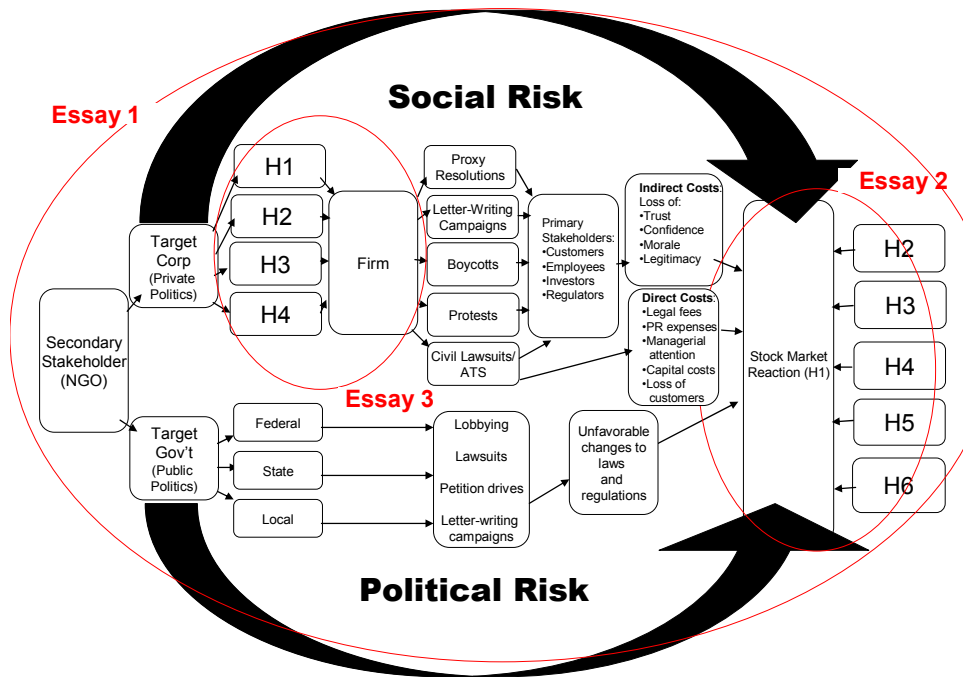 Social Risk
Essay 1
Essay 2
Essay 3
Secondary
Stakeholder
(NGO)
Target
Corp
(Private
Politics)
H1
H2
H3
H4
Firm
Proxy
Resolutions
Letter-Writing
Campaigns
Boycotts
Protests
Civil Lawsuits/
ATS
Primary
Stakeholders:
•Customers
•Employees
•Investors
•Regulators
Indirect Costs:
Loss of:
•Trust
•Confidence
•Morale
•Legitimacy
Direct Costs:
•Legal fees
•PR expenses
•Managerial
attention
•Capital costs
•Loss of
customers
Stock Market
Reaction (H1)
H2
H3
H4
H5
H6
Target
Gov't
(Public
Politics)
Federal
State
Local
Lobbying
Lawsuits
Petition drives
Letter-writing
campaigns
Unfavorable
changes to
laws
and
regulations
Political Risk